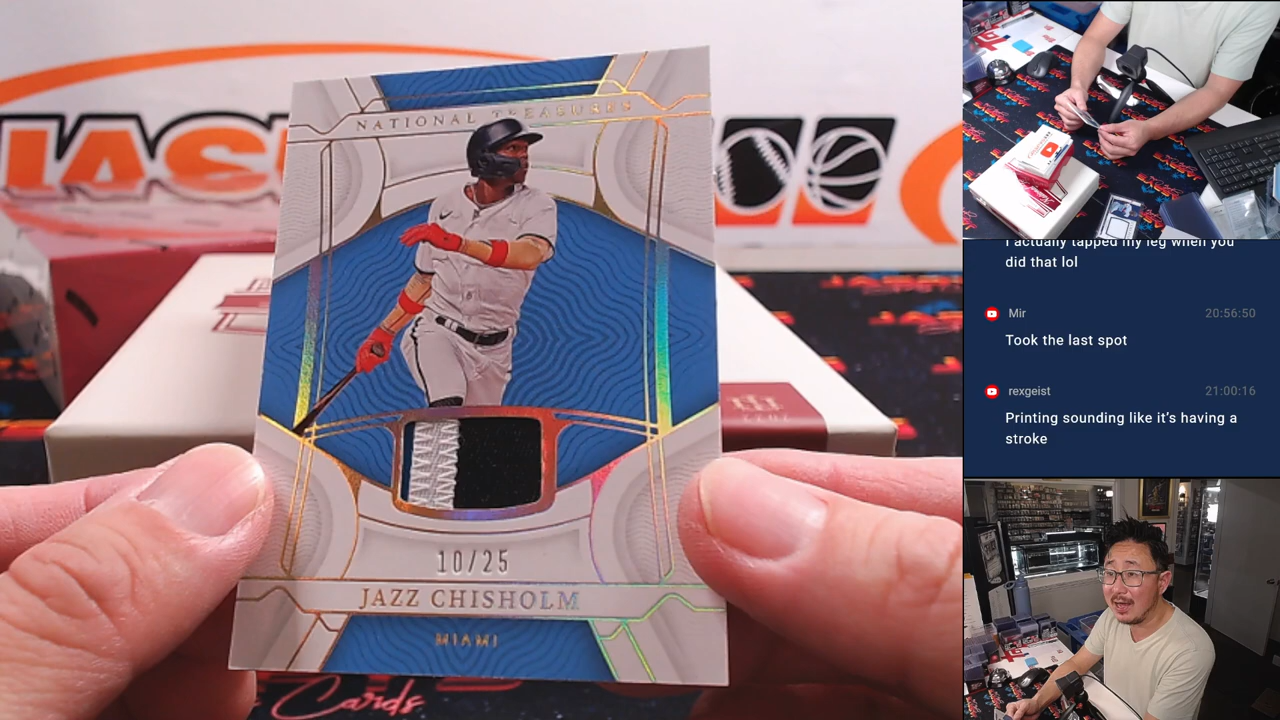 NATIONAL TREASURES
10/25
JAZZ CHISHOLM
MIAMI
Cards
I actually tapped my leg when you
did that lol
Mir 20:56:50
Took the last spot
rexgeist 21:00:16
Printing sounding like it's having a
stroke